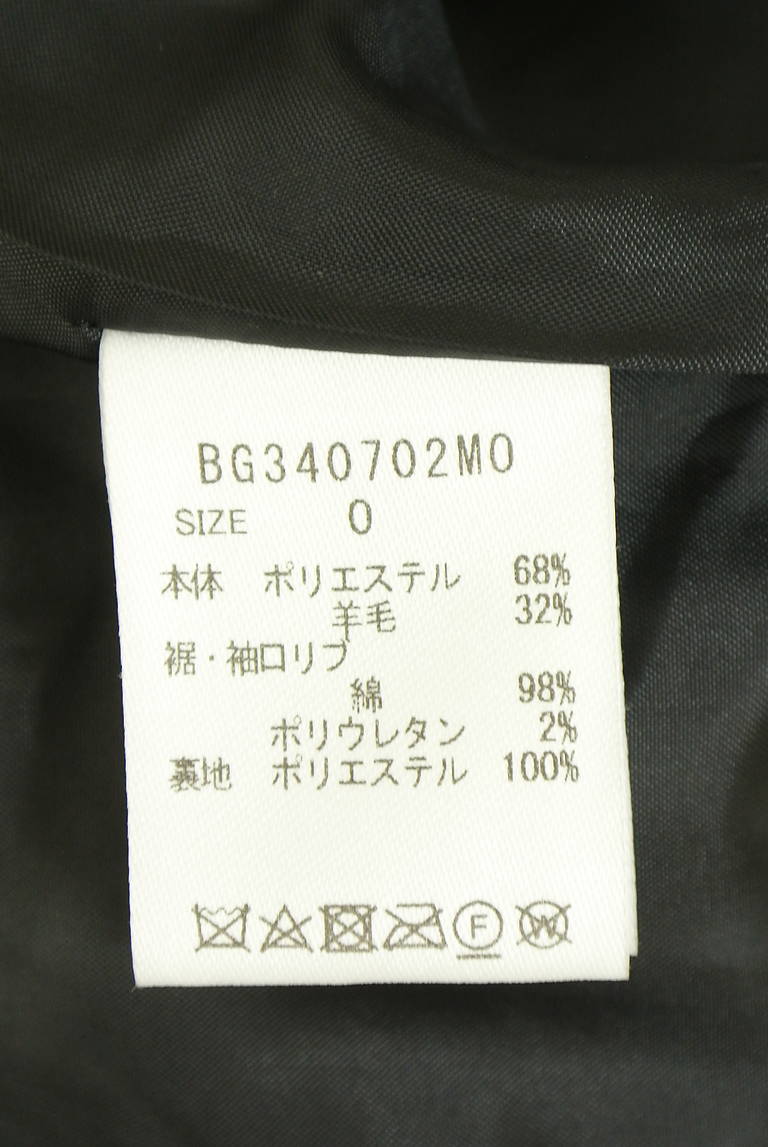 BG340702MO
SIZE 0
本体 ポリエステル 68%
羊毛 32%
裾・袖口リブ
綿 98%
ポリウレタン 2%
裏地 ポリエステル 100%
F W